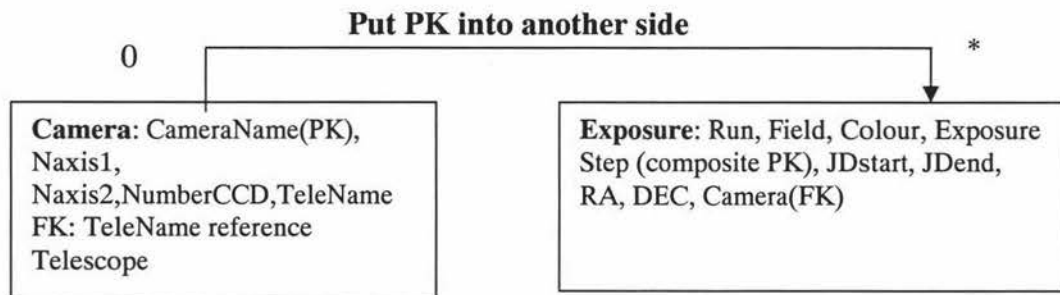 Put PK into another side
0
*
Camera: CameraName(PK),
Naxis1,
Naxis2,NumberCCD,TeleName
FK: TeleName reference
Telescope
Exposure: Run, Field, Colour, Exposure
Step (composite PK), JDstart, JDend,
RA, DEC, Camera(FK)